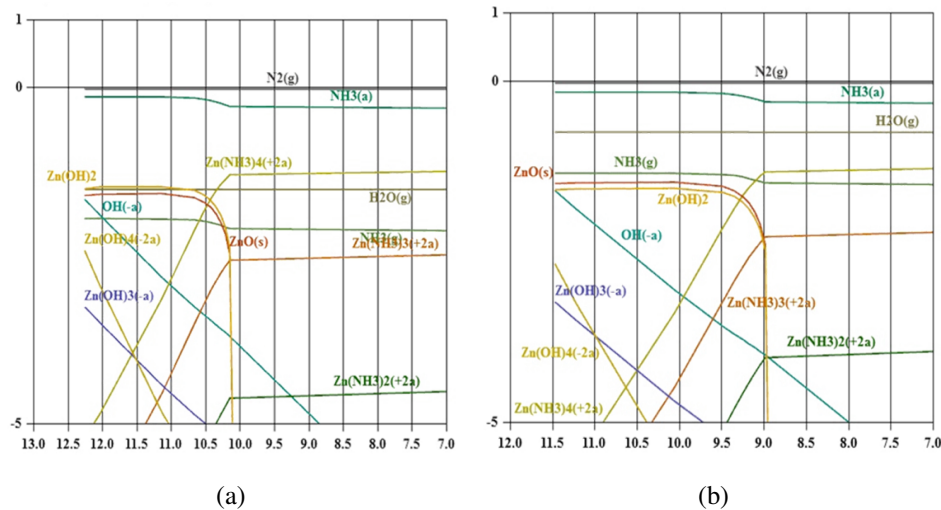 1
0
-5
N2(g)
NH3(a)
Zn(NH3)4(+2a)
Zn(OH)2
H2O(g)
OH(-a)
ZnO(s)
NH3(g)
Zn(NH3)3(+2a)
Zn(OH)4(-2a)
Zn(OH)3(-a)
Zn(NH3)2(+2a)
13.0 12.5 12.0 11.5 11.0 10.5 10.0 9.5 9.0 8.5 8.0 7.5 7.0
(a)
1
0
-5
N2(g)
NH3(a)
H2O(g)
NH3(g)
ZnO(s)
Zn(OH)2
OH(-a)
Zn(OH)3(-a)
Zn(NH3)3(+2a)
Zn(NH3)2(+2a)
Zn(OH)4(-2a)
Zn(NH3)4(+2a)
12.0 11.5 11.0 10.5 10.0 9.5 9.0 8.5 8.0 7.5 7.0
(b)